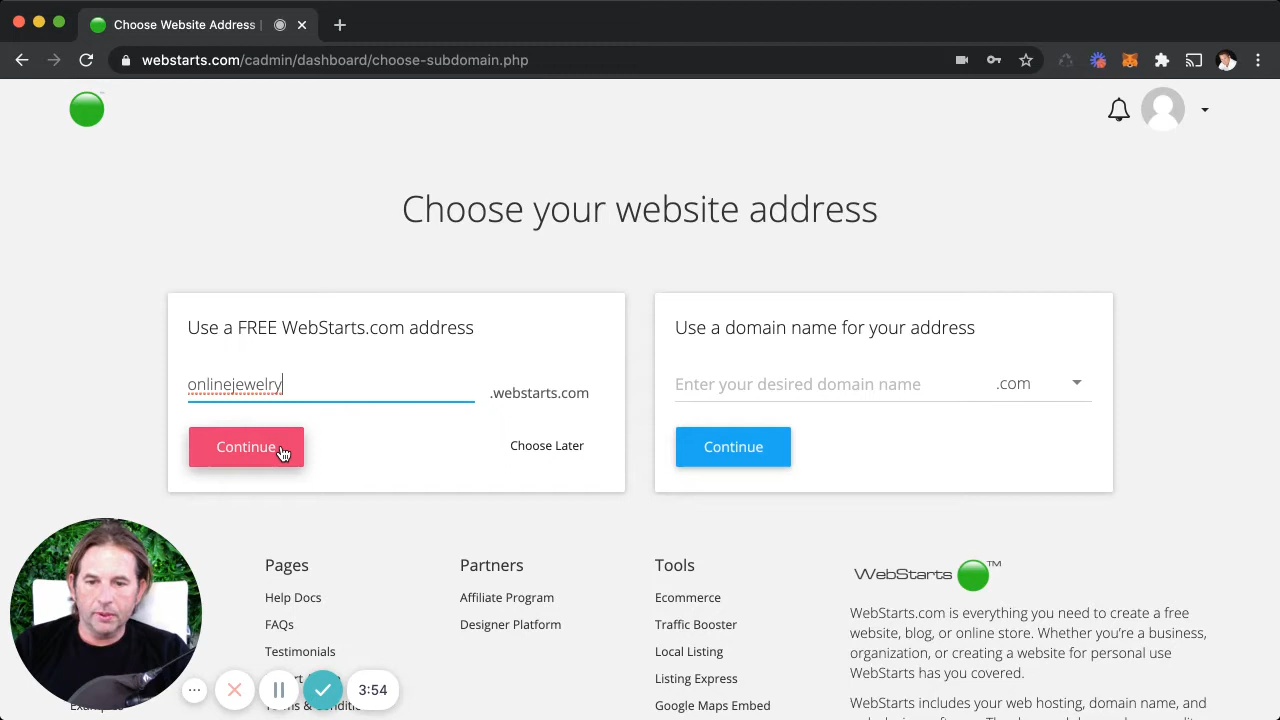 Choose Website Address |
webstarts.com/cadmin/dashboard/choose-subdomain.php
Choose your website address
Use a FREE WebStarts.com address
onlinejewelry
.webstarts.com
Continue
Choose Later
Use a domain name for your address
Enter your desired domain name
.com
Continue
Pages
Help Docs
FAQs
Testimonials
Partners
Affiliate Program
Designer Platform
Tools
Ecommerce
Traffic Booster
Local Listing
Listing Express
Google Maps Embed
WebStarts TM
WebStarts.com is everything you need to create a free
website, blog, or online store. Whether you're a business,
organization, or creating a website for personal use
WebStarts has you covered.
WebStarts includes your web hosting, domain name, and
3:54